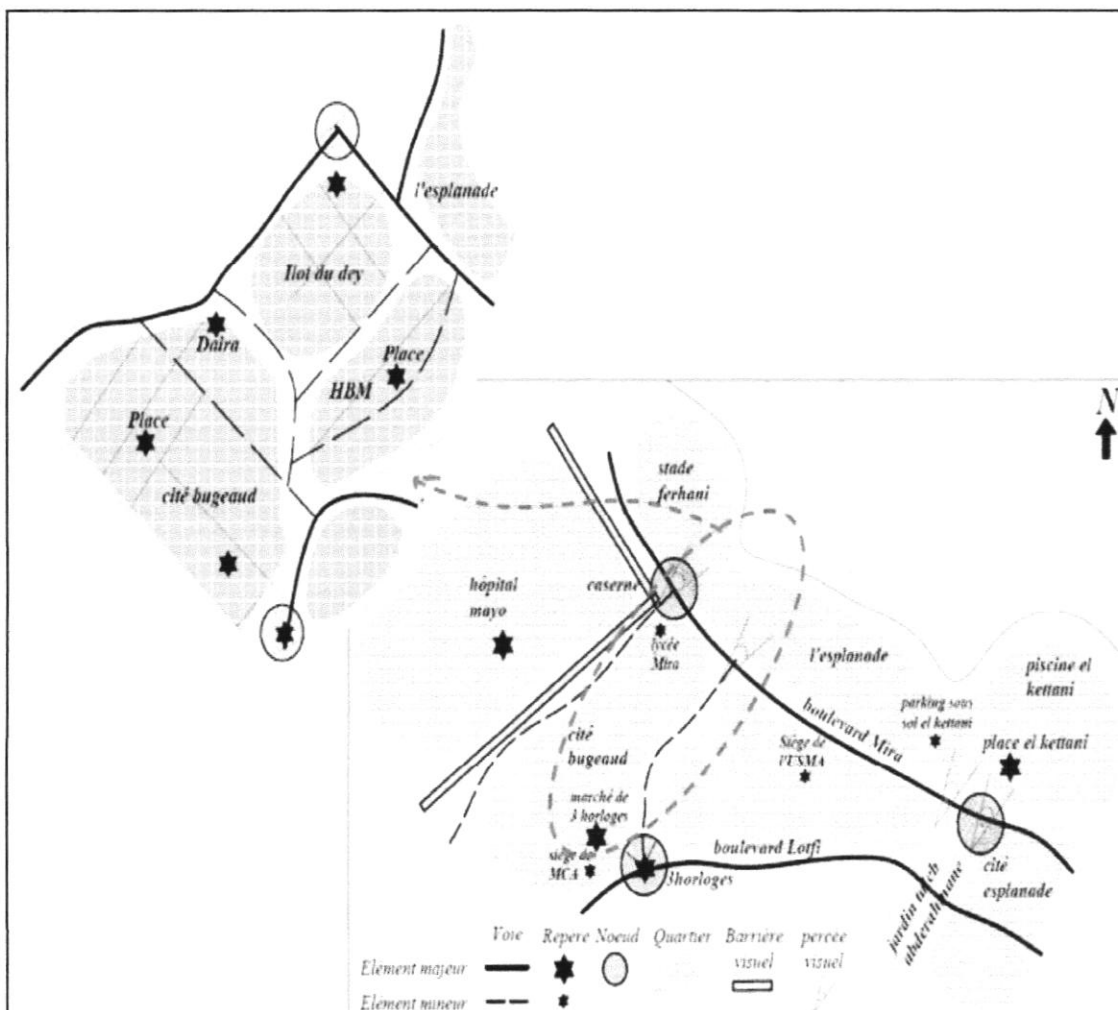 l'esplanade
Ilot du dey
Daira
Place
HBM
Place
cité bugeaud
N
stade
ferhani
caserne
hôpital
mayo
lycée
Mira
l'esplanade
piscine el
kettani
boulevard Mira
parking sous
sol el kettani
place el kettani
cité
bugeaud
Siège de
l'USMA
marché de
3 horloges
boulevard Lotfi
siège de
MCA
3horloges
cité
esplanade
jardin
Voie Repere Noeud Quartier Barrière
visuel percée
visuel
Elément majeur
Elément mineur